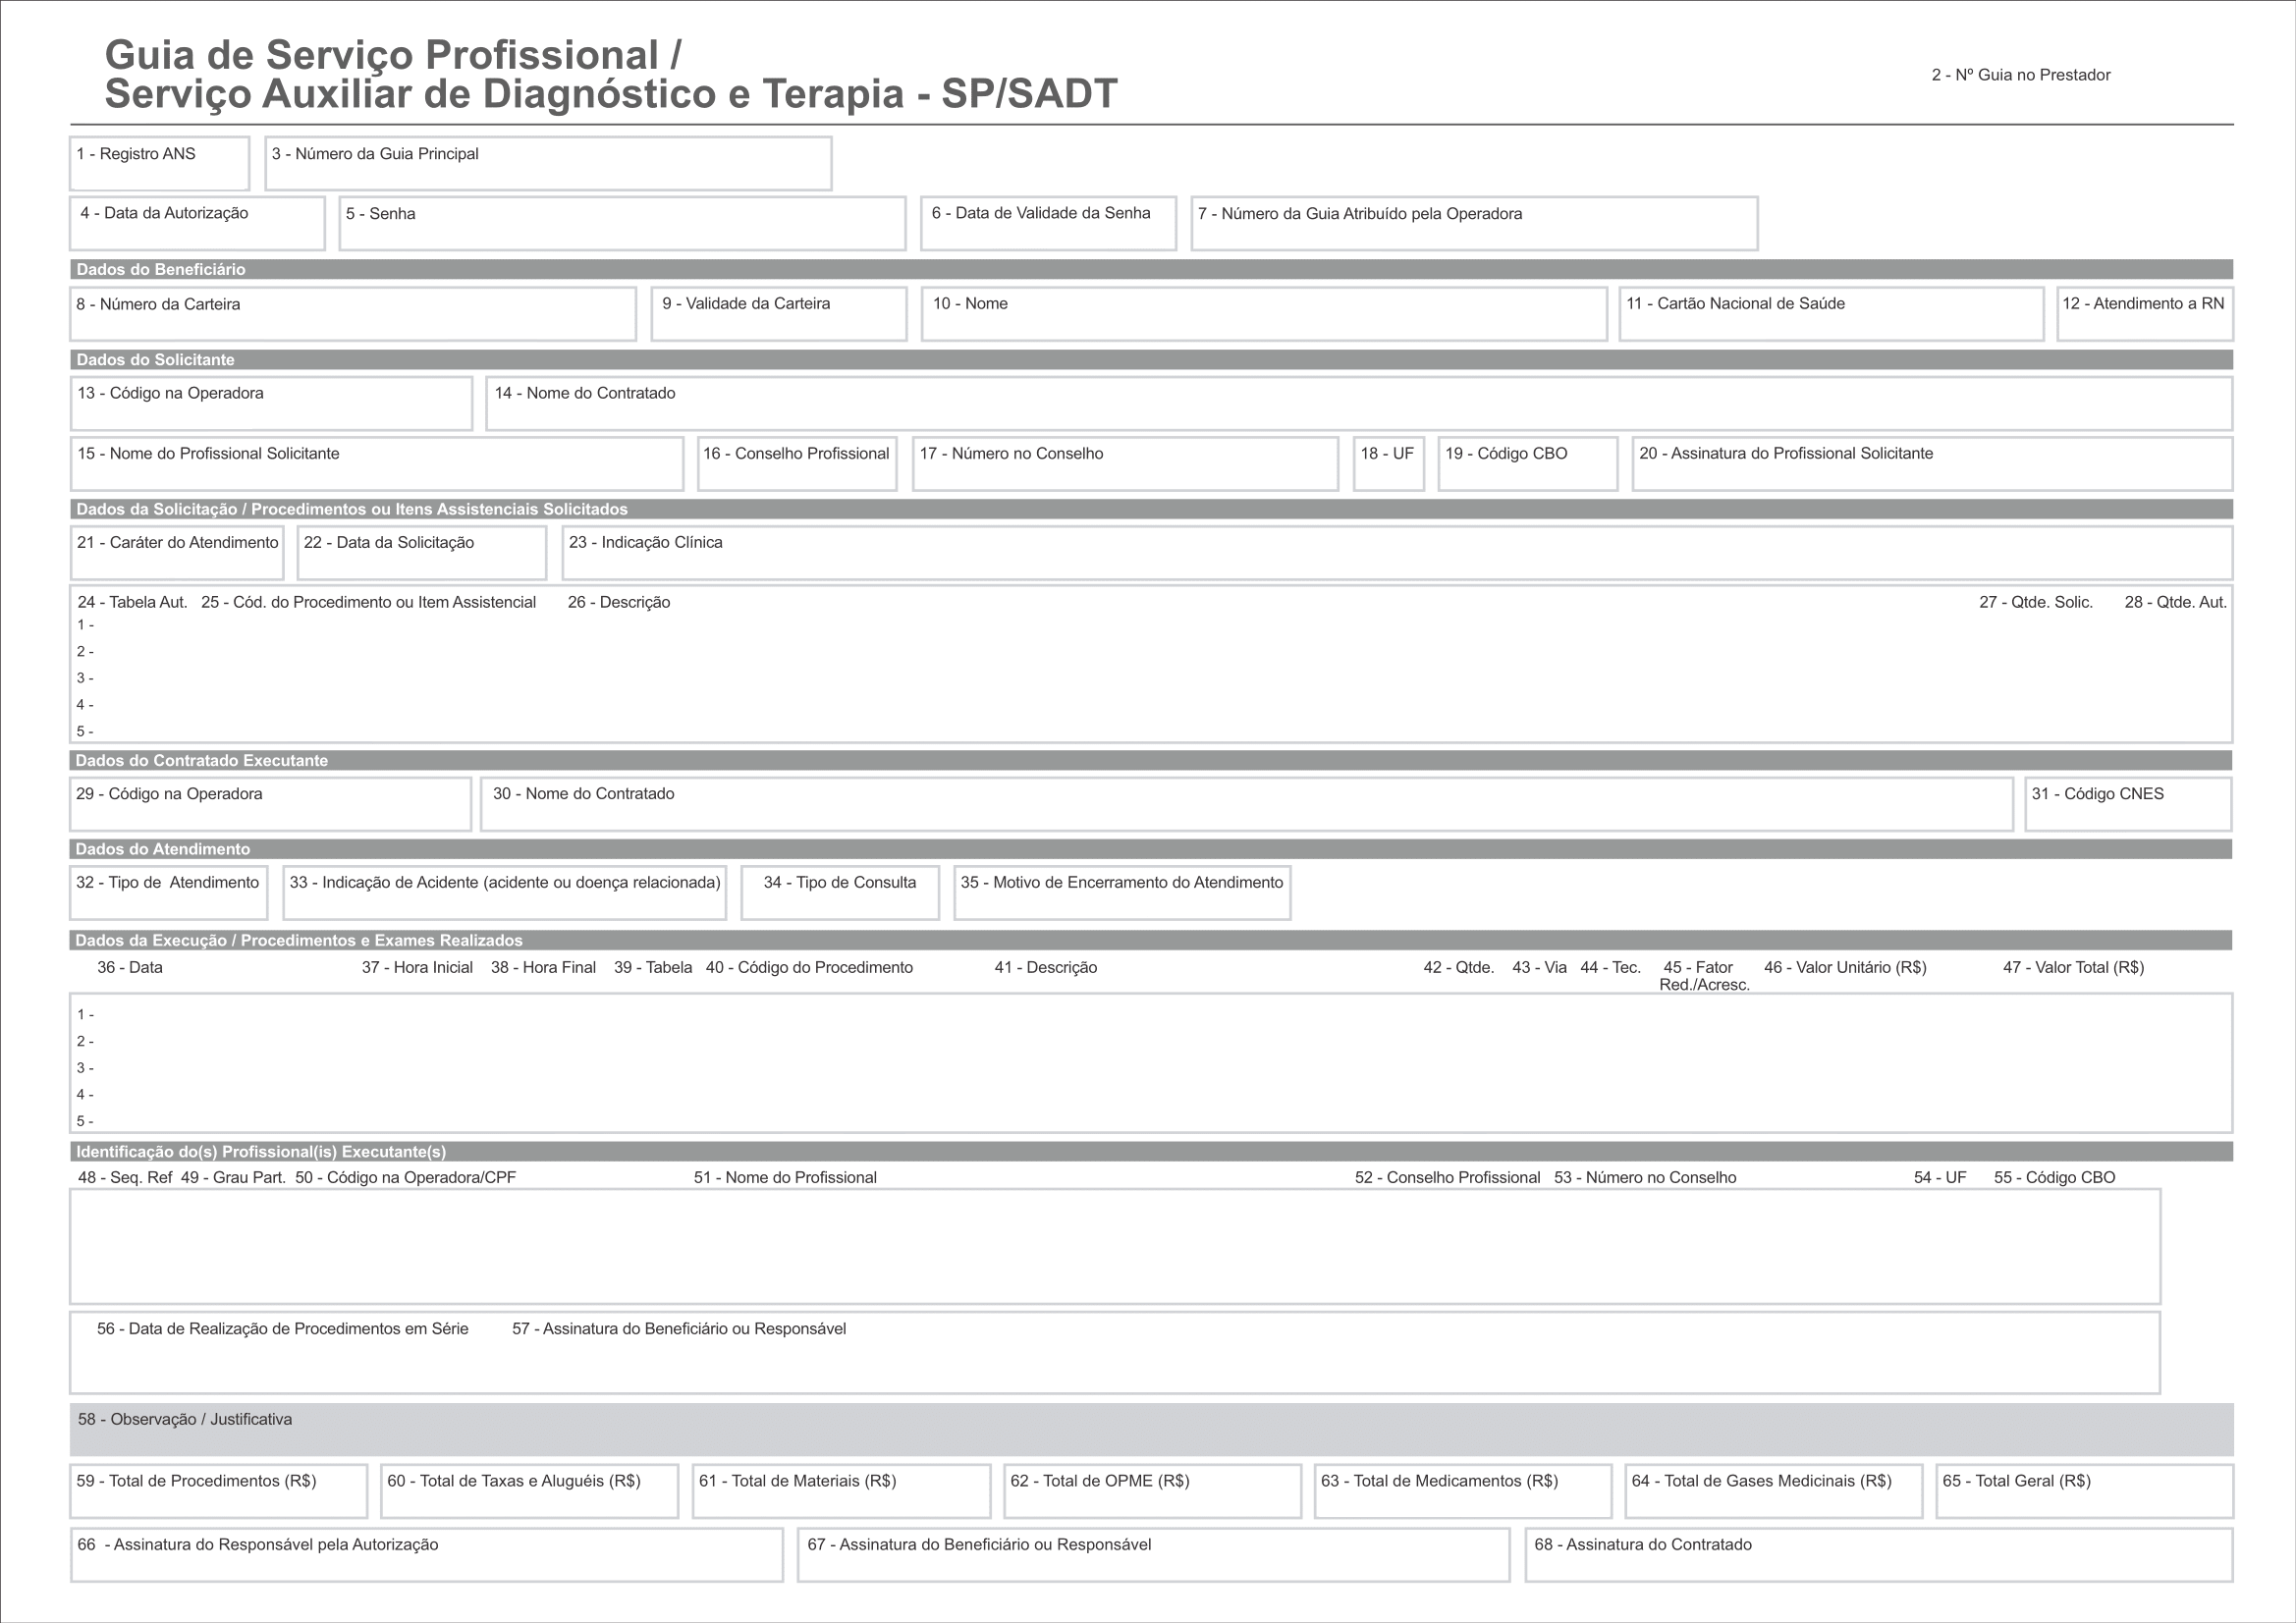 Guia de Serviço Profissional /
Serviço Auxiliar de Diagnóstico e Terapia - SP/SADT
2 - Nº Guia no Prestador
1 - Registro ANS
3 - Número da Guia Principal
4 - Data da Autorização
5 - Senha
6 - Data de Validade da Senha
7 - Número da Guia Atribuído pela Operadora
Dados do Beneficiário
8 - Número da Carteira
9 - Validade da Carteira
10 - Nome
11 - Cartão Nacional de Saúde
12 - Atendimento a RN
Dados do Solicitante
13 - Código na Operadora
14 - Nome do Contratado
15 - Nome do Profissional Solicitante
16 - Conselho Profissional
17 - Número no Conselho
18 - UF
19 - Código CBO
20 - Assinatura do Profissional Solicitante
Dados da Solicitação / Procedimentos ou Itens Assistenciais Solicitados
21 - Caráter do Atendimento
22 - Data da Solicitação
23 - Indicação Clínica
24 - Tabela Aut.
25 - Cód. do Procedimento ou Item Assistencial
26 - Descrição
27 - Qtde. Solic.
28 - Qtde. Aut.
1 -
2 -
3 -
4 -
5 -
Dados do Contratado Executante
29 - Código na Operadora
30 - Nome do Contratado
31 - Código CNES
Dados do Atendimento
32 - Tipo de Atendimento
33 - Indicação de Acidente (acidente ou doença relacionada)
34 - Tipo de Consulta
35 - Motivo de Encerramento do Atendimento
Dados da Execução / Procedimentos e Exames Realizados
36 - Data
37 - Hora Inicial
38 - Hora Final
39 - Tabela
40 - Código do Procedimento
41 - Descrição
42 - Qtde.
43 - Via
44 - Tec.
45 - Fator
Red./Acresc.
46 - Valor Unitário (R$)
47 - Valor Total (R$)
1 -
2 -
3 -
4 -
5 -
Identificação do(s) Profissional(is) Executante(s)
48 - Seq. Ref
49 - Grau Part.
50 - Código na Operadora/CPF
51 - Nome do Profissional
52 - Conselho Profissional
53 - Número no Conselho
54 - UF
55 - Código CBO
56 - Data de Realização de Procedimentos em Série
57 - Assinatura do Beneficiário ou Responsável
58 - Observação / Justificativa
59 - Total de Procedimentos (R$)
60 - Total de Taxas e Aluguéis (R$)
61 - Total de Materiais (R$)
62 - Total de OPME (R$)
63 - Total de Medicamentos (R$)
64 - Total de Gases Medicinais (R$)
65 - Total Geral (R$)
66 - Assinatura do Responsável pela Autorização
67 - Assinatura do Beneficiário ou Responsável
68 - Assinatura do Contratado